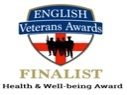 ENGLISH
Veterans Awards
FINALIST
Health & Well-being Award